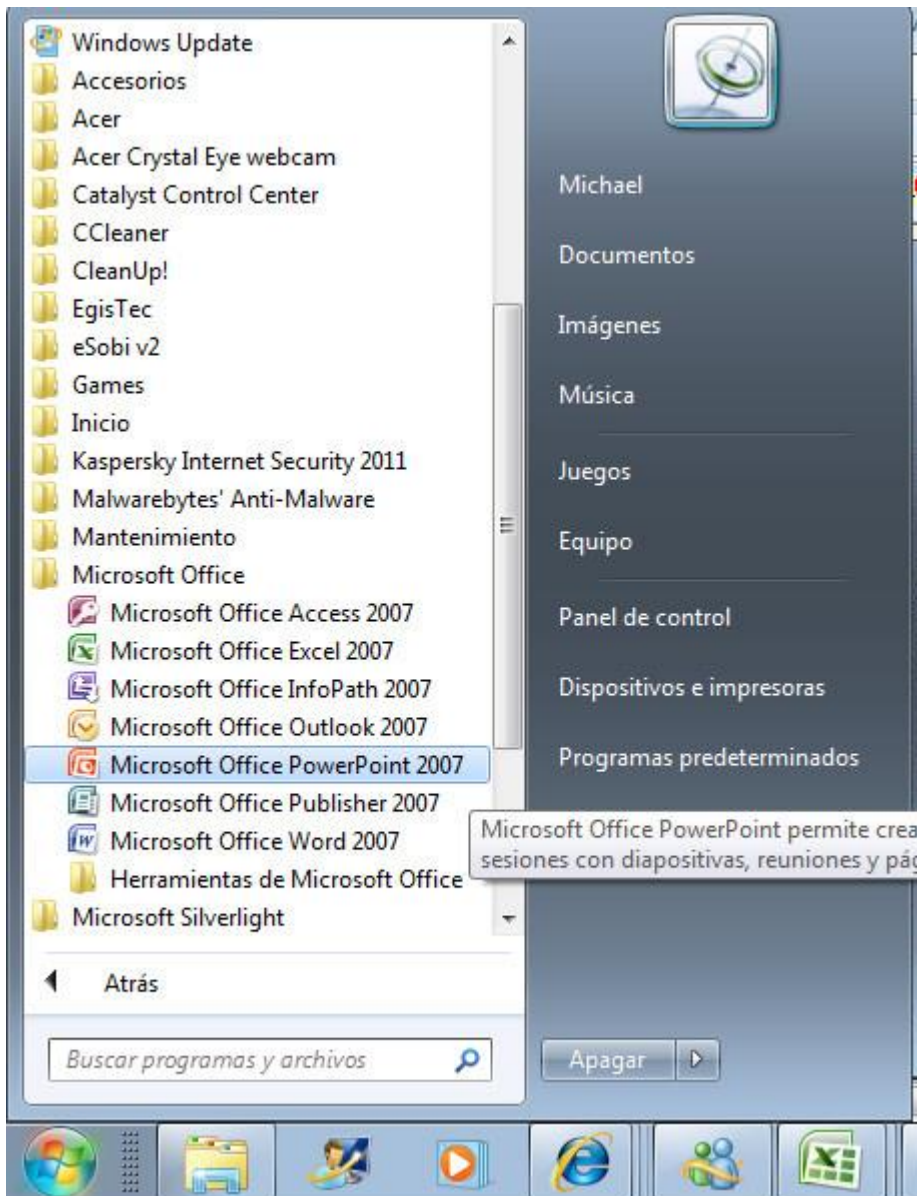 Windows Update
Accesorios
Acer
Acer Crystal Eye webcam
Catalyst Control Center
CCleaner
CleanUp!
EgisTec
eSobi v2
Games
Inicio
Kaspersky Internet Security 2011
Malwarebytes' Anti-Malware
Mantenimiento
Microsoft Office
Microsoft Office Access 2007
Microsoft Office Excel 2007
Microsoft Office InfoPath 2007
Microsoft Office Outlook 2007
Microsoft Office PowerPoint 2007
Microsoft Office Publisher 2007
Microsoft Office Word 2007
Herramientas de Microsoft Office
Microsoft Silverlight
Atrás
Buscar programas y archivos
Michael
Documentos
Imágenes
Música
Juegos
Equipo
Panel de control
Dispositivos e impresoras
Programas predeterminados
Microsoft Office PowerPoint permite crea
sesiones con diapositivas, reuniones y pág
Apagar